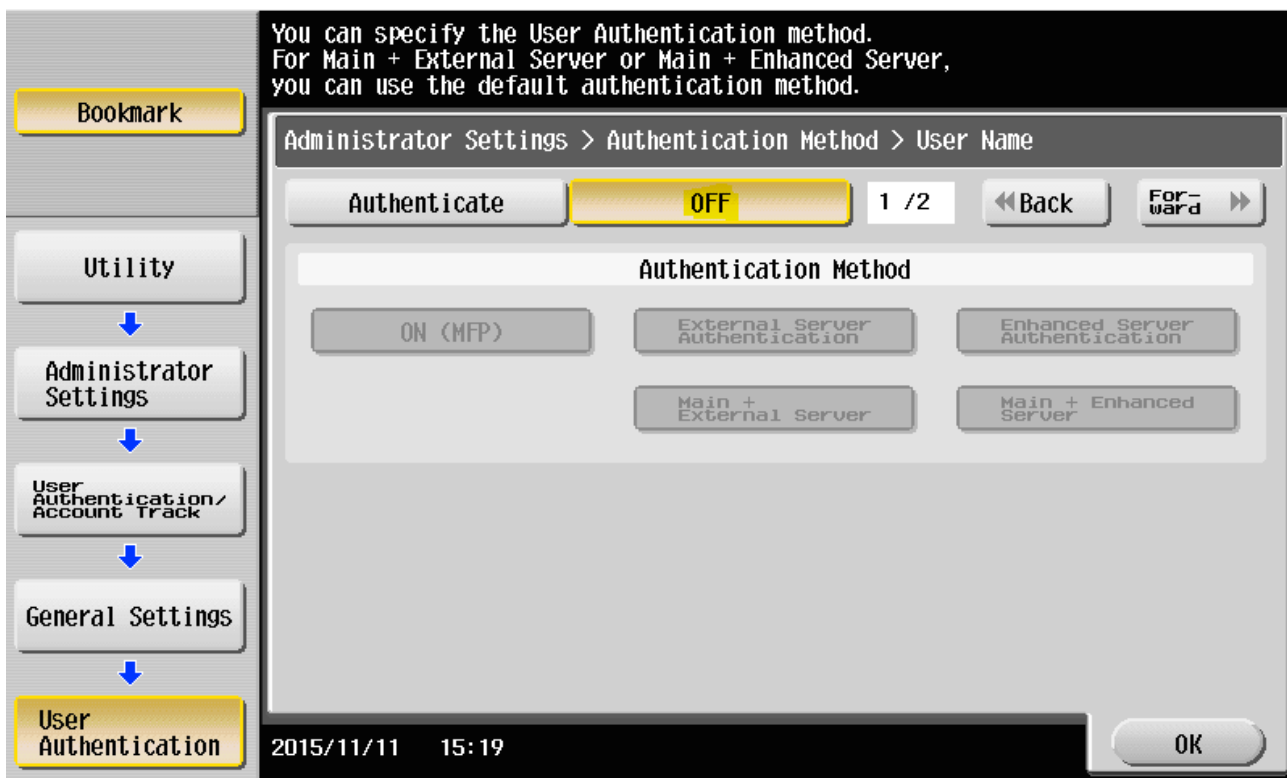 You can specify the User Authentication method.
For Main + External Server or Main + Enhanced Server,
you can use the default authentication method.
Bookmark
Administrator Settings > Authentication Method > User Name
Authenticate
OFF
1 /2
Back
For-
ward
Utility
Authentication Method
ON (MFP)
External Server
Authentication
Enhanced Server
Authentication
Main +
External Server
Main + Enhanced
Server
Administrator
Settings
User
Authentication/
Account Track
General Settings
User
Authentication
2015/11/11 15:19
OK